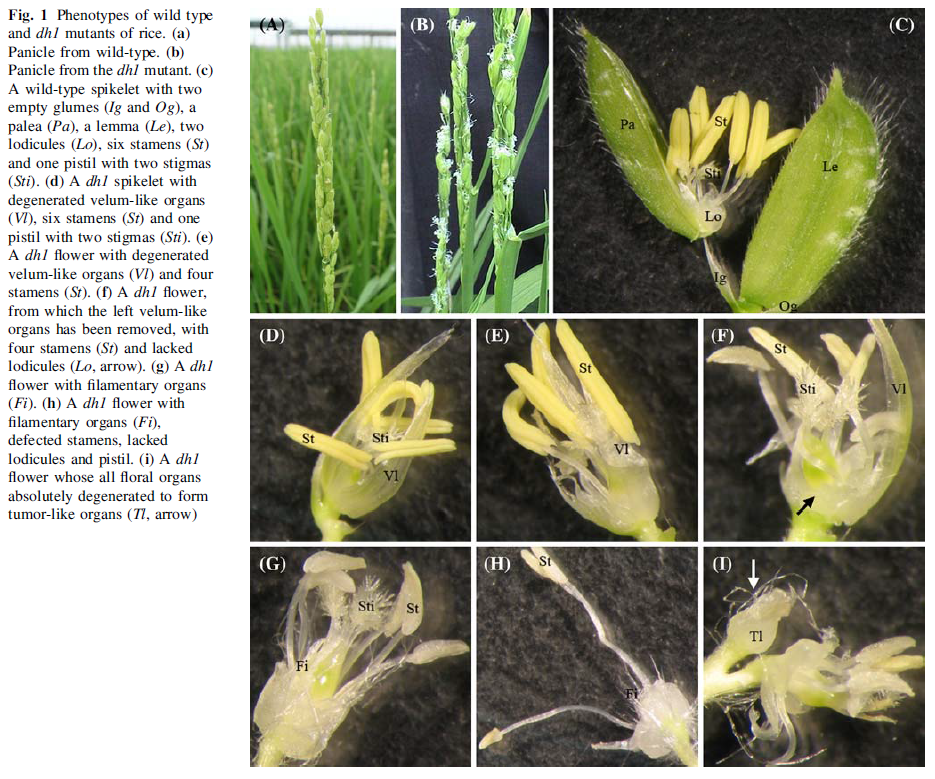 Fig. 1 Phenotypes of wild type
and dh1 mutants of rice. (a)
Panicle from wild-type. (b)
Panicle from the dh1 mutant. (c)
A wild-type spikelet with two
empty glumes (Ig and Og), a
palea (Pa), a lemma (Le), two
lodicules (Lo), six stamens (St)
and one pistil with two stigmas
(Sti). (d) A dh1 spikelet with
degenerated velum-like organs
(Vl), six stamens (St) and one
pistil with two stigmas (Sti). (e)
A dh1 flower with degenerated
velum-like organs (Vl) and four
stamens (St). (f) A dh1 flower,
from which the left velum-like
organs has been removed, with
four stamens (St) and lacked
lodicules (Lo, arrow). (g) A dh1
flower with filamentary organs
(Fi). (h) A dh1 flower with
filamentary organs (Fi),
defected stamens, lacked
lodicules and pistil. (i) A dh1
flower whose all floral organs
absolutely degenerated to form
tumor-like organs (Tl, arrow)
(A)
(B)
(C)
Pa
St
Sti
Le
Lo
Ig
Og
(D)
St
Sti
Vl
(E)
St
Vl
(F)
St
Sti
Vl
(G)
Sti
St
Fi
(H)
St
Fi
(I)
Tl